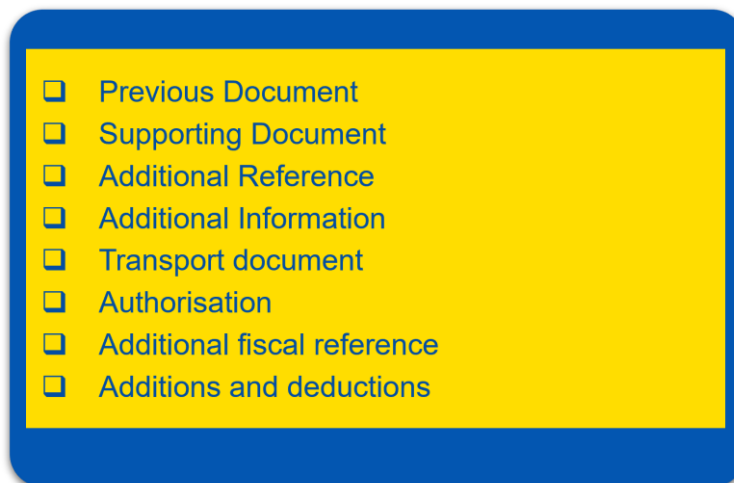 ❑ Previous Document
❑ Supporting Document
❑ Additional Reference
❑ Additional Information
❑ Transport document
❑ Authorisation
❑ Additional fiscal reference
❑ Additions and deductions